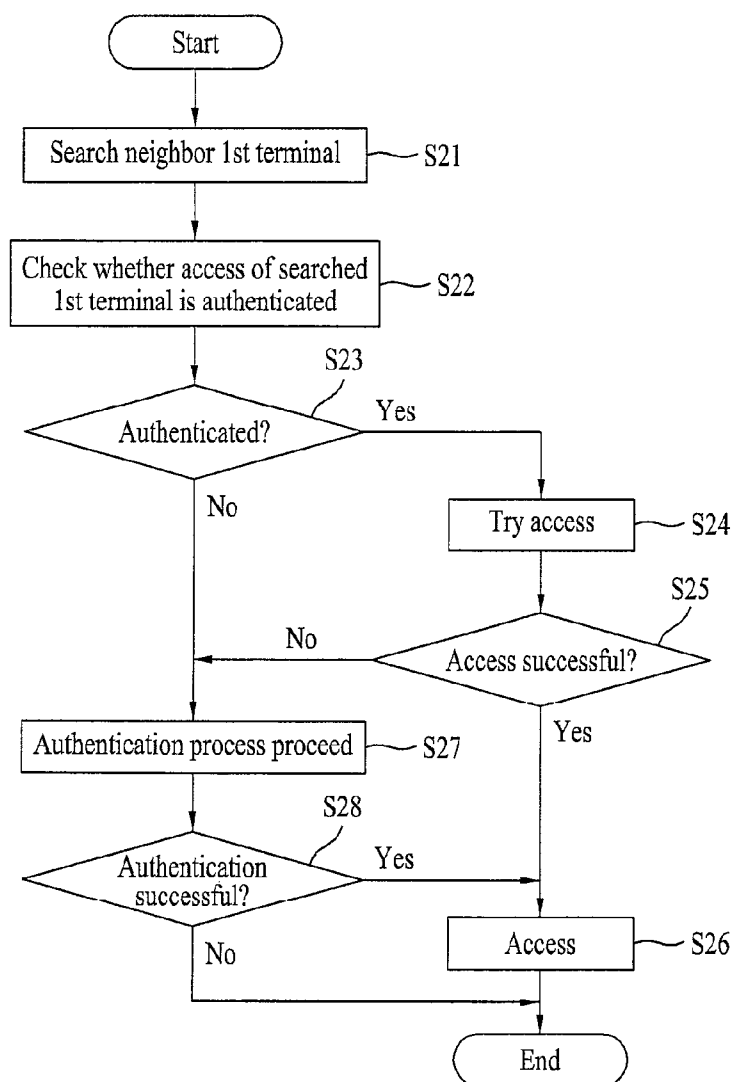 Start
Search neighbor 1st terminal
S21
Check whether access of searched
1st terminal is authenticated
S22
S23
Authenticated?
Yes
No
Try access
S24
S25
Access successful?
No
Yes
Authentication process proceed
S27
S28
Authentication
successful?
Yes
No
Access
S26
End